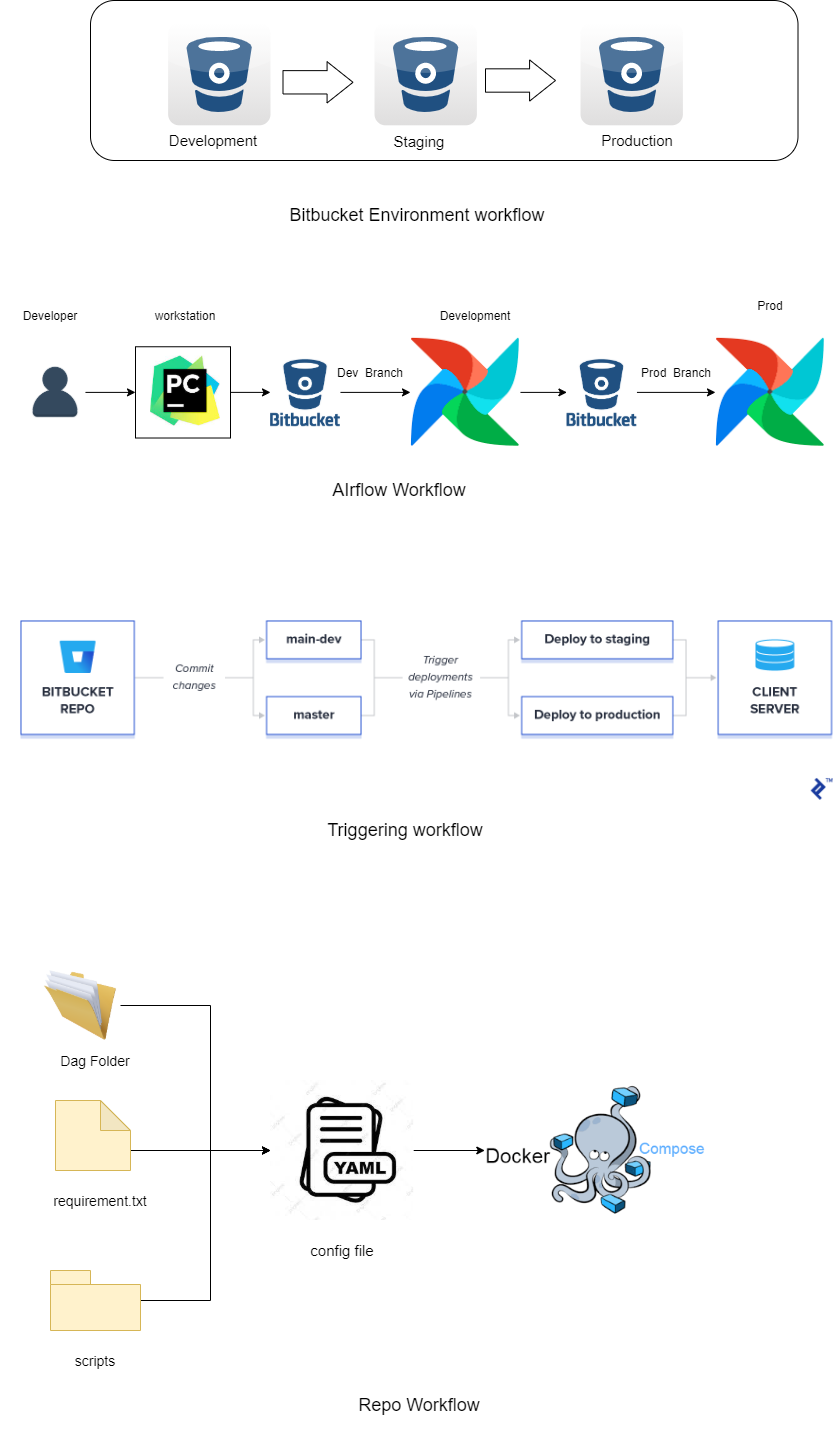 Development
Staging
Production
Bitbucket Environment workflow
Developer
workstation
Development
Prod
PC
Bitbucket
Dev Branch
Bitbucket
Prod Branch
AIrflow Workflow
BITBUCKET
REPO
Commit
changes
main-dev
master
Trigger
deployments
via Pipelines
Deploy to staging
Deploy to production
CLIENT
SERVER
TM
Triggering workflow
Dag Folder
requirement.txt
scripts
YAML
config file
Docker
Compose
Repo Workflow